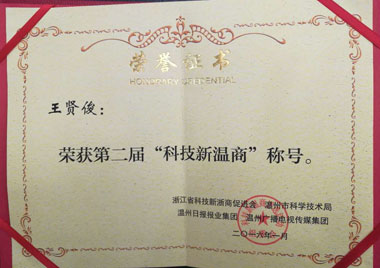 荣誉证书
HONORARY CREDENTIAL
王贤俊：
荣获第二届“科技新温商”称号。
浙江省科技新浙商促进会 温州市科学技术局
温州日报报业集团 温州广播电视传媒集团
二〇一六年一月